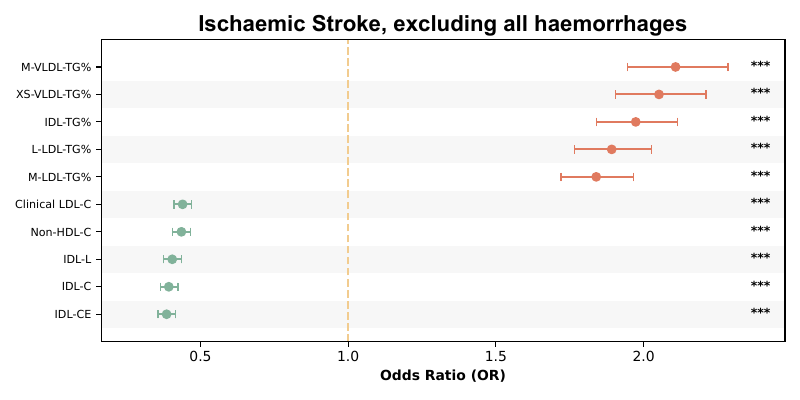 Ischaemic Stroke, excluding all haemorrhages
M-VLDL-TG% ***
XS-VLDL-TG% ***
IDL-TG% ***
L-LDL-TG% ***
M-LDL-TG% ***
Clinical LDL-C ***
Non-HDL-C ***
IDL-L ***
IDL-C ***
IDL-CE ***
0.5 1.0 1.5 2.0
Odds Ratio (OR)